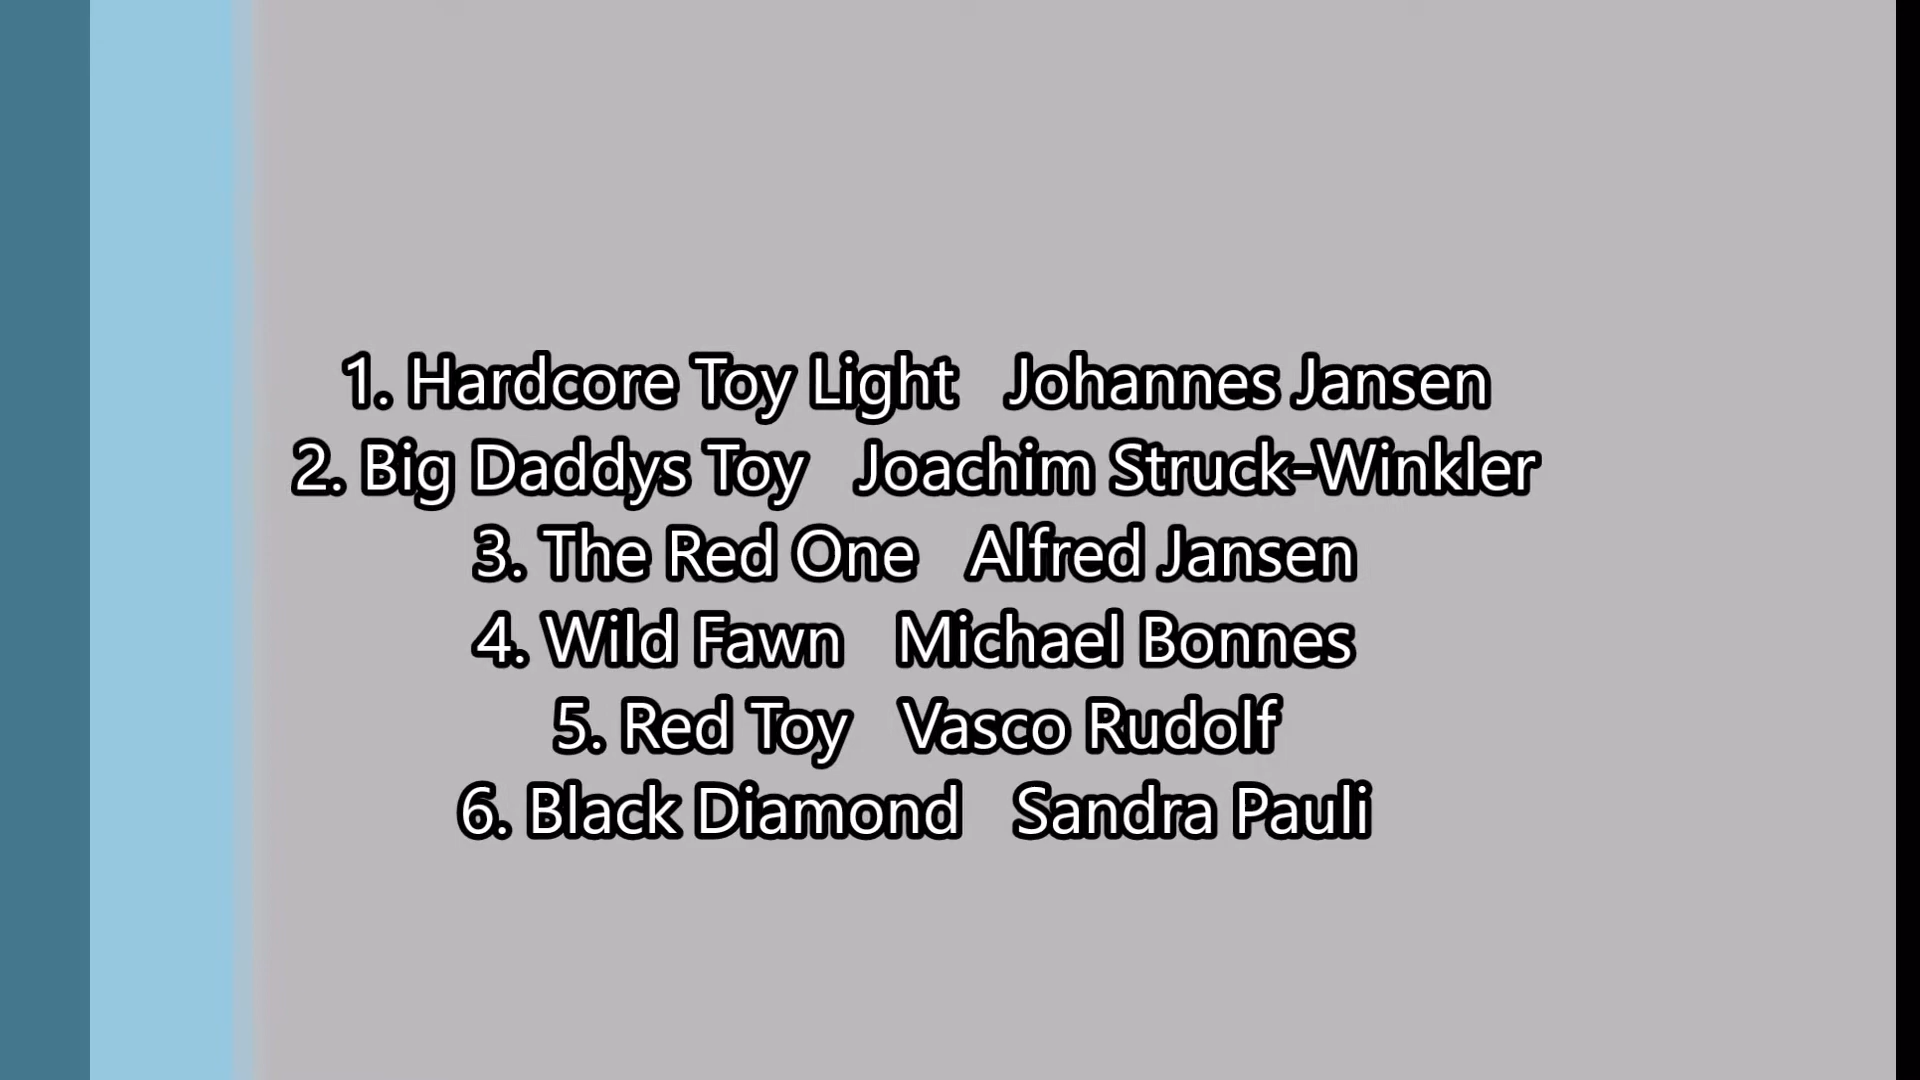 1. Hardcore Toy Light   Johannes Jansen
2. Big Daddys Toy   Joachim Struck-Winkler
3. The Red One   Alfred Jansen
4. Wild Fawn   Michael Bonnes
5. Red Toy   Vasco Rudolf
6. Black Diamond   Sandra Pauli